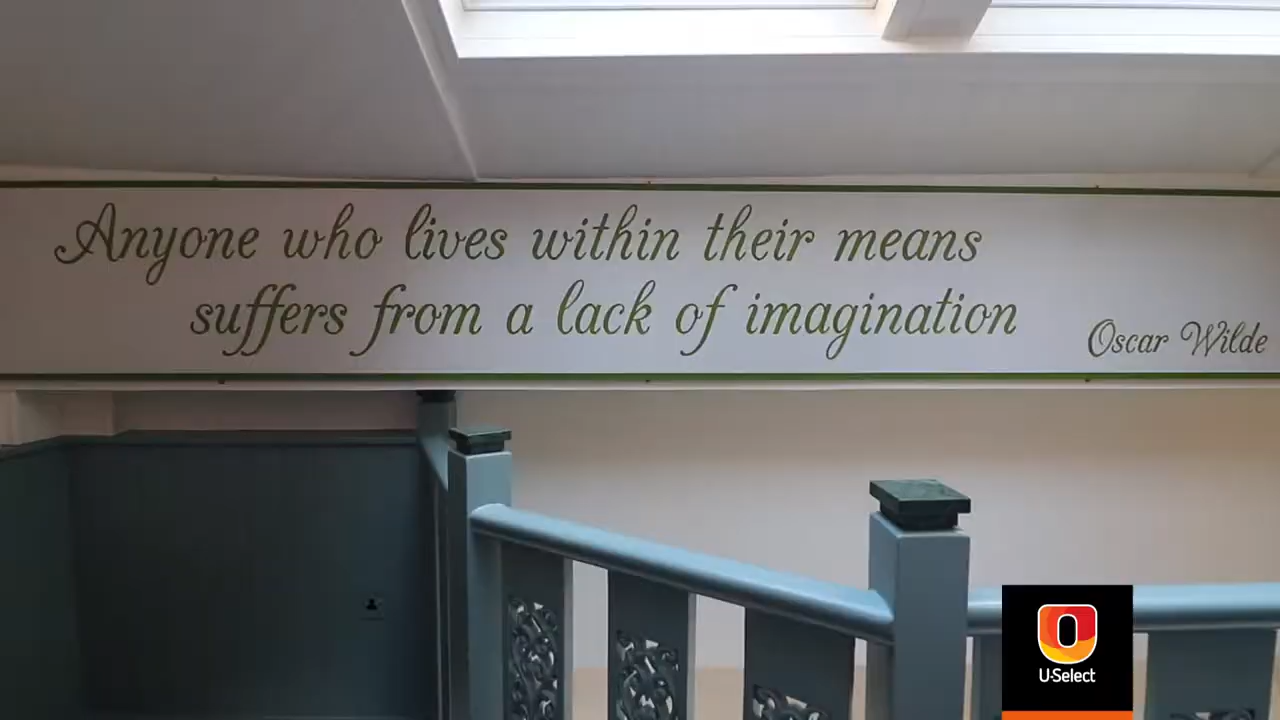 Anyone who lives within their means
suffers from a lack of imagination
Oscar Wilde
U-Select